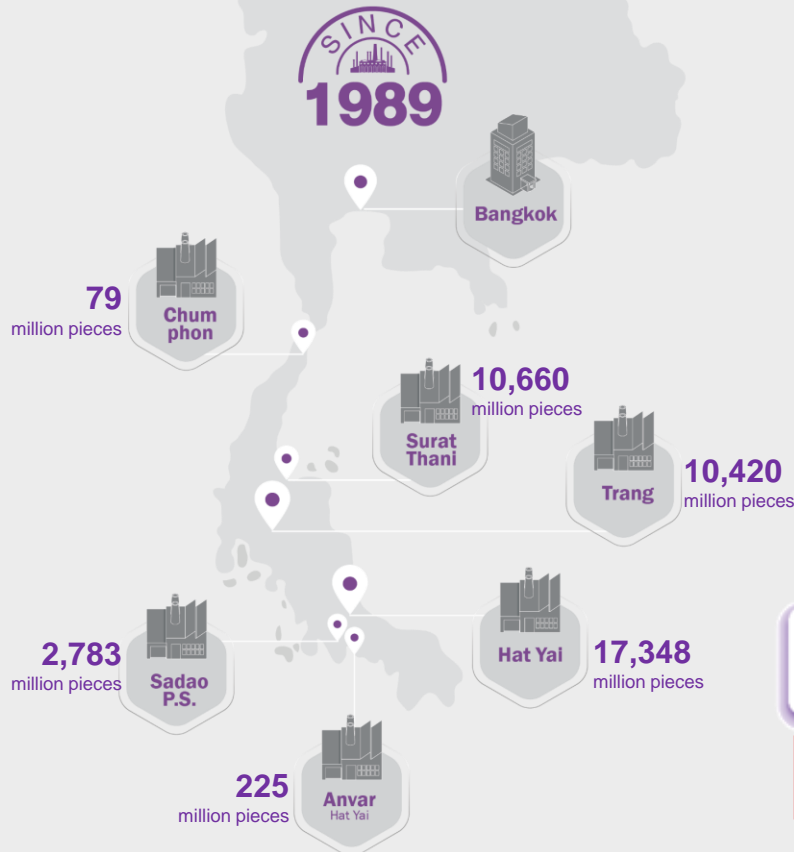 SINCE
1989
Bangkok
79
million pieces
Chum
phon
10,660
million pieces
Surat
Thani
10,420
million pieces
Trang
2,783
million pieces
Sadao
P.S.
Hat Yai
17,348
million pieces
225
million pieces
Anvar
Hat Yai